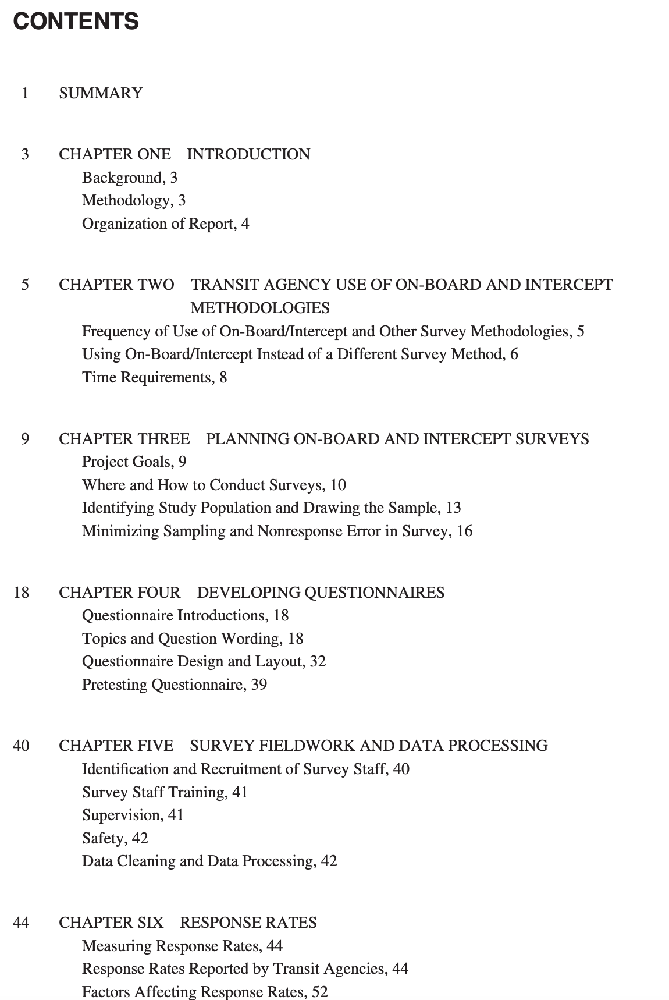 CONTENTS
1 SUMMARY
3 CHAPTER ONE INTRODUCTION
Background, 3
Methodology, 3
Organization of Report, 4
5 CHAPTER TWO TRANSIT AGENCY USE OF ON-BOARD AND INTERCEPT
METHODOLOGIES
Frequency of Use of On-Board/Intercept and Other Survey Methodologies, 5
Using On-Board/Intercept Instead of a Different Survey Method, 6
Time Requirements, 8
9 CHAPTER THREE PLANNING ON-BOARD AND INTERCEPT SURVEYS
Project Goals, 9
Where and How to Conduct Surveys, 10
Identifying Study Population and Drawing the Sample, 13
Minimizing Sampling and Nonresponse Error in Survey, 16
18 CHAPTER FOUR DEVELOPING QUESTIONNAIRES
Questionnaire Introductions, 18
Topics and Question Wording, 18
Questionnaire Design and Layout, 32
Pretesting Questionnaire, 39
40 CHAPTER FIVE SURVEY FIELDWORK AND DATA PROCESSING
Identification and Recruitment of Survey Staff, 40
Survey Staff Training, 41
Supervision, 41
Safety, 42
Data Cleaning and Data Processing, 42
44 CHAPTER SIX RESPONSE RATES
Measuring Response Rates, 44
Response Rates Reported by Transit Agencies, 44
Factors Affecting Response Rates, 52